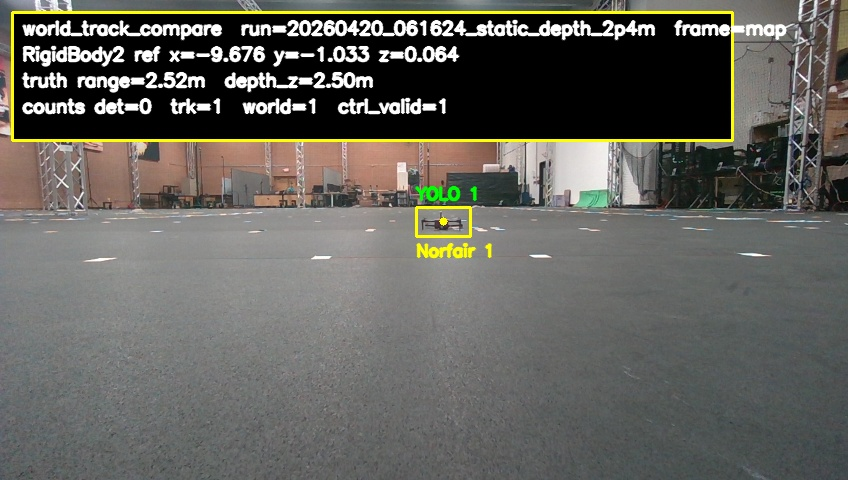 world_track_compare run=20260420_061624_static_depth_2p4m frame=map
RigidBody2 ref x=-9.676 y=-1.033 z=0.064
truth range=2.52m depth_z=2.50m
counts det=0 trk=1 world=1 ctrl_valid=1
YOLO 1
Norfair 1